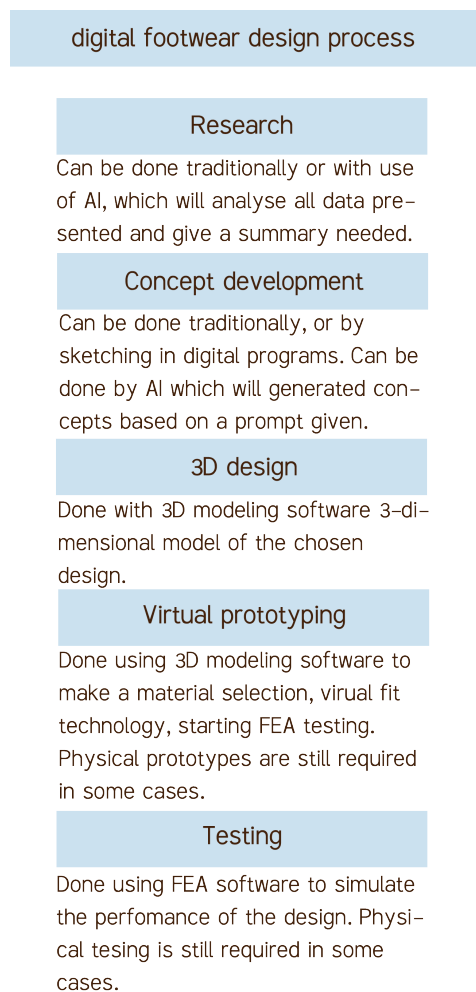 digital footwear design process
Research
Can be done traditionally or with use
of AI, which will analyse all data pre-
sented and give a summary needed.
Concept development
Can be done traditionally, or by
sketching in digital programs. Can be
done by AI which will generated con-
cepts based on a prompt given.
3D design
Done with 3D modeling software 3-di-
mensional model of the chosen
design.
Virtual prototyping
Done using 3D modeling software to
make a material selection, virual fit
technology, starting FEA testing.
Physical prototypes are still required
in some cases.
Testing
Done using FEA software to simulate
the perfomance of the design. Physi-
cal tesing is still required in some
cases.